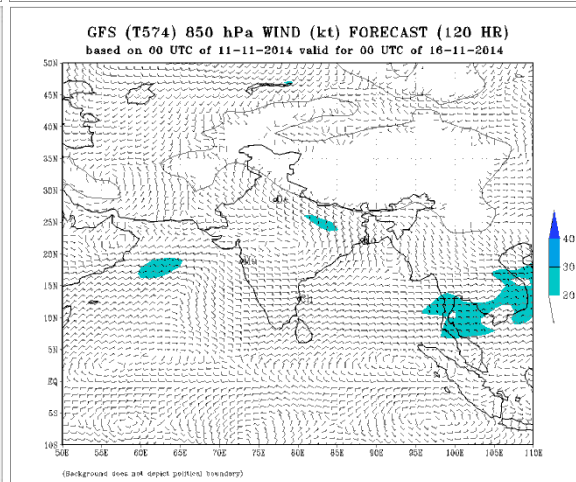 GFS (T574) 850 hPa WIND (kt) FORECAST (120 HR)
based on 00 UTC of 11-11-2014 valid for 00 UTC of 16-11-2014
50N
45N
40N
35N
30N
25N
20N
15N
10N
5N
EQ
5S
10S
50E 55E 60E 65E 70E 75E 80E 85E 90E 95E 100E 105E 110E
40
30
20
(Background does not depict political boundary)